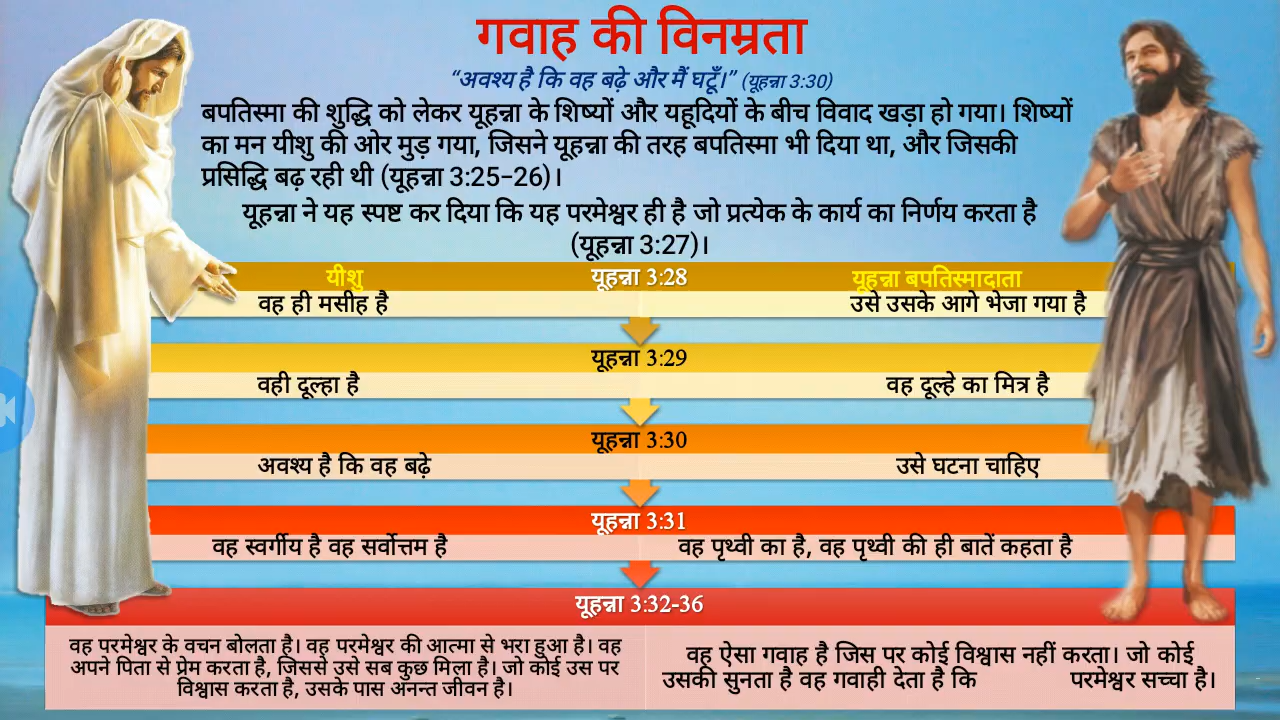 गवाह की विनम्रता
“अवश्य है कि वह बढ़े और मैं घटूँ।” (यूहन्ना 3:30)
बपतिस्मा की शुद्धि को लेकर यूहन्ना के शिष्यों और यहूदियों के बीच विवाद खड़ा हो गया। शिष्यों
का मन यीशु की ओर मुड़ गया, जिसने यूहन्ना की तरह बपतिस्मा भी दिया था, और जिसकी
प्रसिद्धि बढ़ रही थी (यूहन्ना 3:25–26)।
यूहन्ना ने यह स्पष्ट कर दिया कि यह परमेश्वर ही है जो प्रत्येक के कार्य का निर्णय करता है
(यूहन्ना 3:27)।
यीशु यूहन्ना 3:28 यूहन्ना बपतिस्मादाता
वह ही मसीह है उसे उसके आगे भेजा गया है
यूहन्ना 3:29
वही दूल्हा है वह दूल्हे का मित्र है
यूहन्ना 3:30
अवश्य है कि वह बढ़े उसे घटना चाहिए
यूहन्ना 3:31
वह स्वर्गीय है वह सर्वोत्तम है वह पृथ्वी का है, वह पृथ्वी की ही बातें कहता है
यूहन्ना 3:32-36
वह परमेश्वर के वचन बोलता है। वह परमेश्वर की आत्मा से भरा हुआ है। वह
अपने पिता से प्रेम करता है, जिससे उसे सब कुछ मिला है। जो कोई उस पर
विश्वास करता है, उसके पास अनन्त जीवन है।
वह ऐसा गवाह है जिस पर कोई विश्वास नहीं करता। जो कोई
उसकी सुनता है वह गवाही देता है कि परमेश्वर सच्चा है।